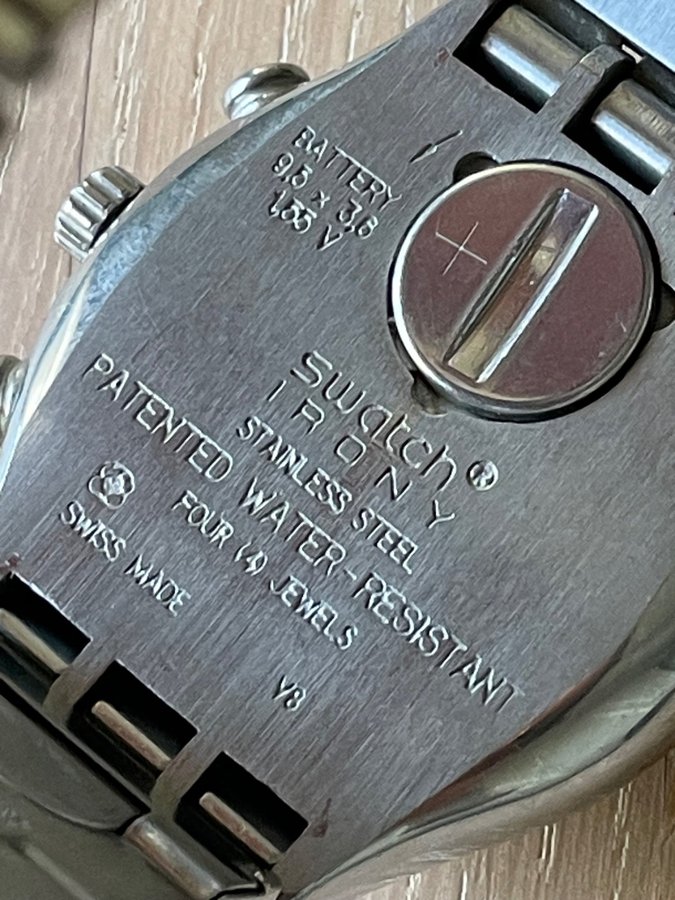 BATTERY
9.5 x 3.6
1.55 V
+
swatch®
IRONY
STAINLESS STEEL
PATENTED WATER-RESISTANT
FOUR (4) JEWELS
SWISS MADE
V8